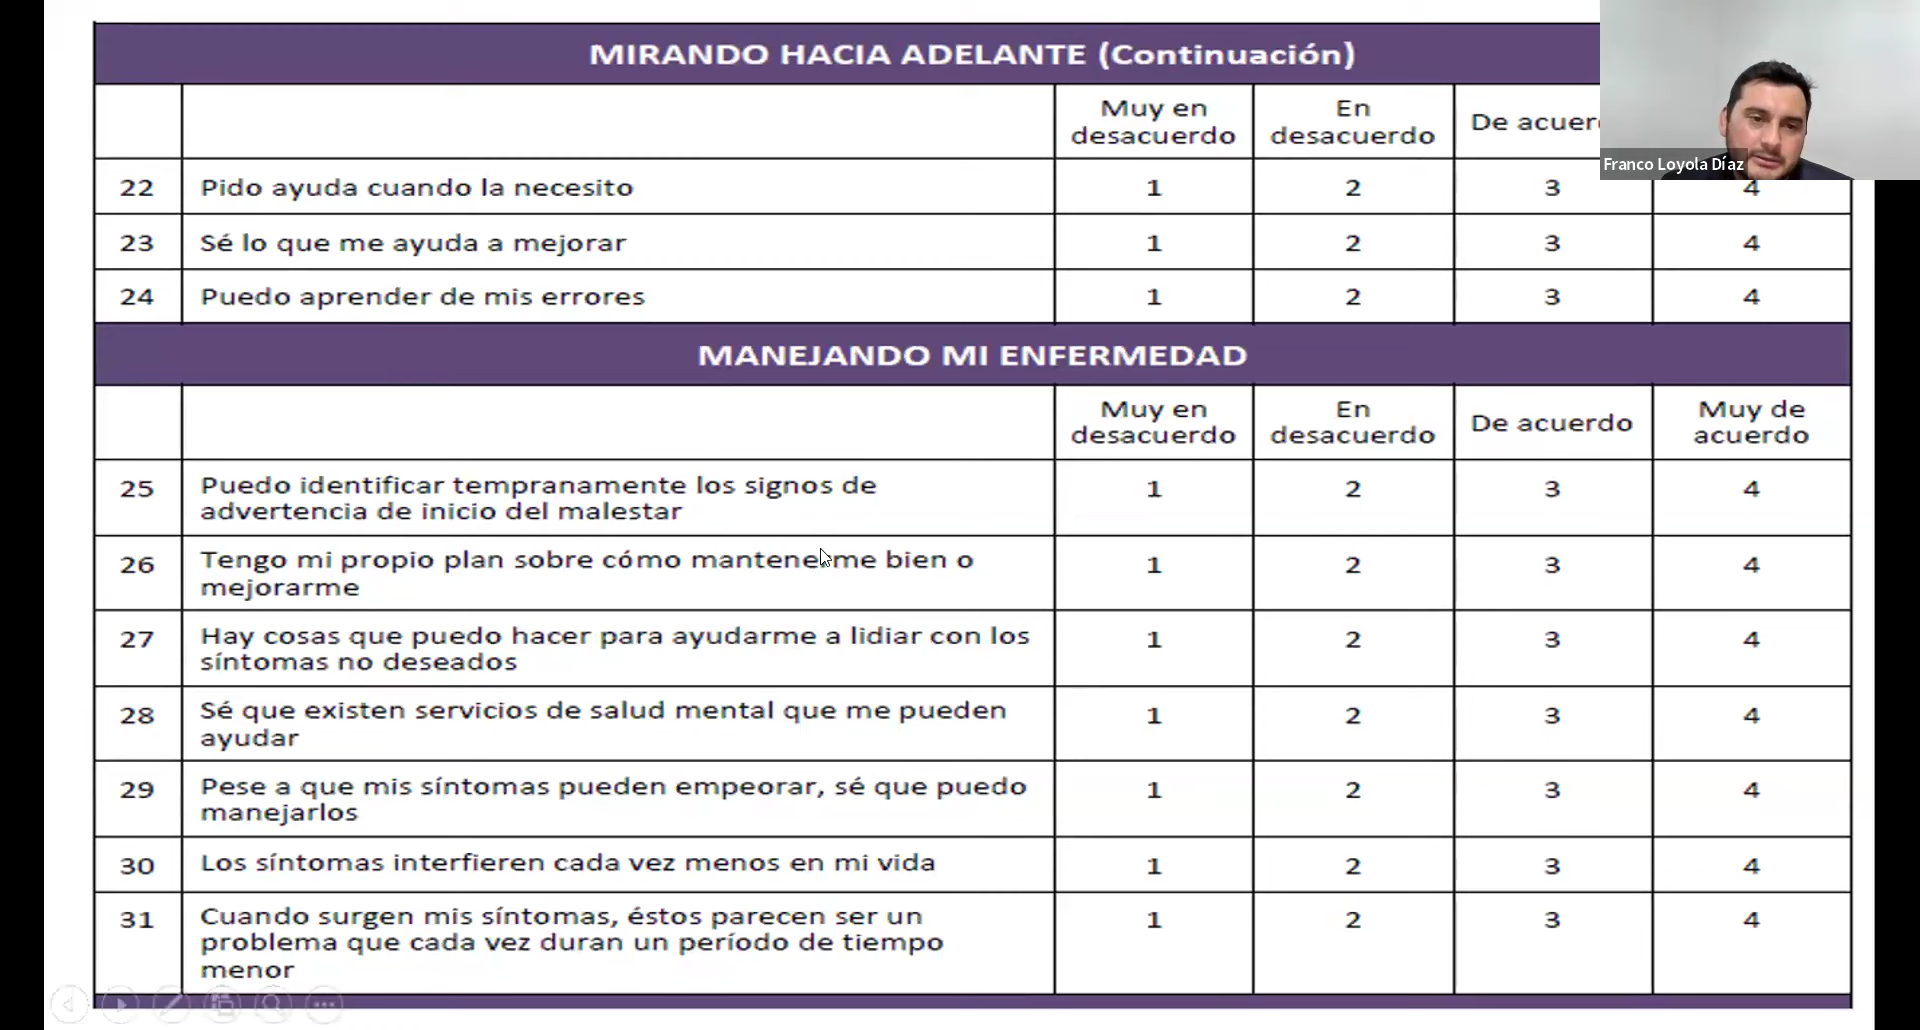 MIRANDO HACIA ADELANTE (Continuación)
Muy en
desacuerdo
En
desacuerdo
De
Franco Loyola Díaz
22 Pido ayuda cuando la necesito 1 2 3 4
23 Sé lo que me ayuda a mejorar 1 2 3 4
24 Puedo aprender de mis errores 1 2 3 4
MANEJANDO MI ENFERMEDAD
Muy en
desacuerdo
En
desacuerdo
De acuerdo
Muy de
acuerdo
25 Puedo identificar tempranamente los signos de
advertencia de inicio del malestar 1 2 3 4
26 Tengo mi propio plan sobre cómo mantenerme bien o
mejorarme 1 2 3 4
27 Hay cosas que puedo hacer para ayudarme a lidiar con los
síntomas no deseados 1 2 3 4
28 Sé que existen servicios de salud mental que me pueden
ayudar 1 2 3 4
29 Pese a que mis síntomas pueden empeorar, sé que puedo
manejarlos 1 2 3 4
30 Los síntomas interfieren cada vez menos en mi vida 1 2 3 4
31 Cuando surgen mis síntomas, éstos parecen ser un
problema que cada vez duran un período de tiempo
menor 1 2 3 4